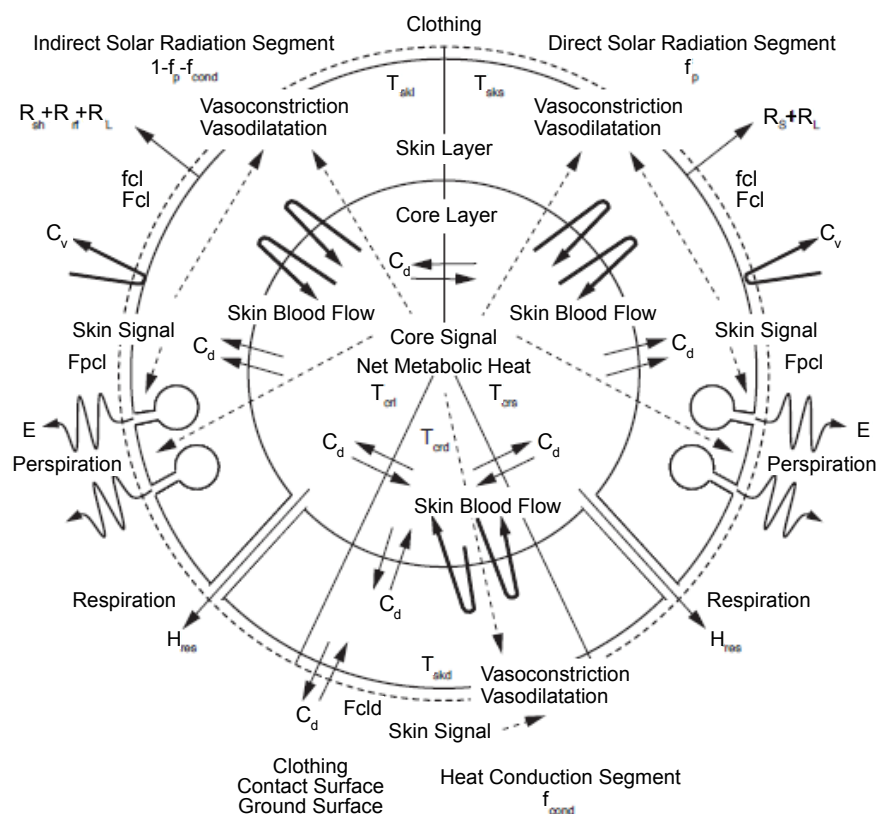 Clothing
Indirect Solar Radiation Segment
1-fp-fcond
Direct Solar Radiation Segment
fp
Tskl
Tsks
Vasoconstriction
Vasodilatation
Vasoconstriction
Vasodilatation
Rsh+Rrf+RL
RS+RL
Skin Layer
fcl
Fcl
fcl
Fcl
Core Layer
Cv
Cv
Cd
Skin Blood Flow
Skin Blood Flow
Skin Signal
Skin Signal
Core Signal
Cd
Cd
Fpcl
Fpcl
Net Metabolic Heat
Tcrl
Tcrs
E
E
Tcrd
Cd
Cd
Perspiration
Perspiration
Skin Blood Flow
Respiration
Respiration
Cd
Hres
Hres
Tskd
Vasoconstriction
Vasodilatation
Fcld
Cd
Skin Signal
Clothing
Contact Surface
Ground Surface
Heat Conduction Segment
fcond